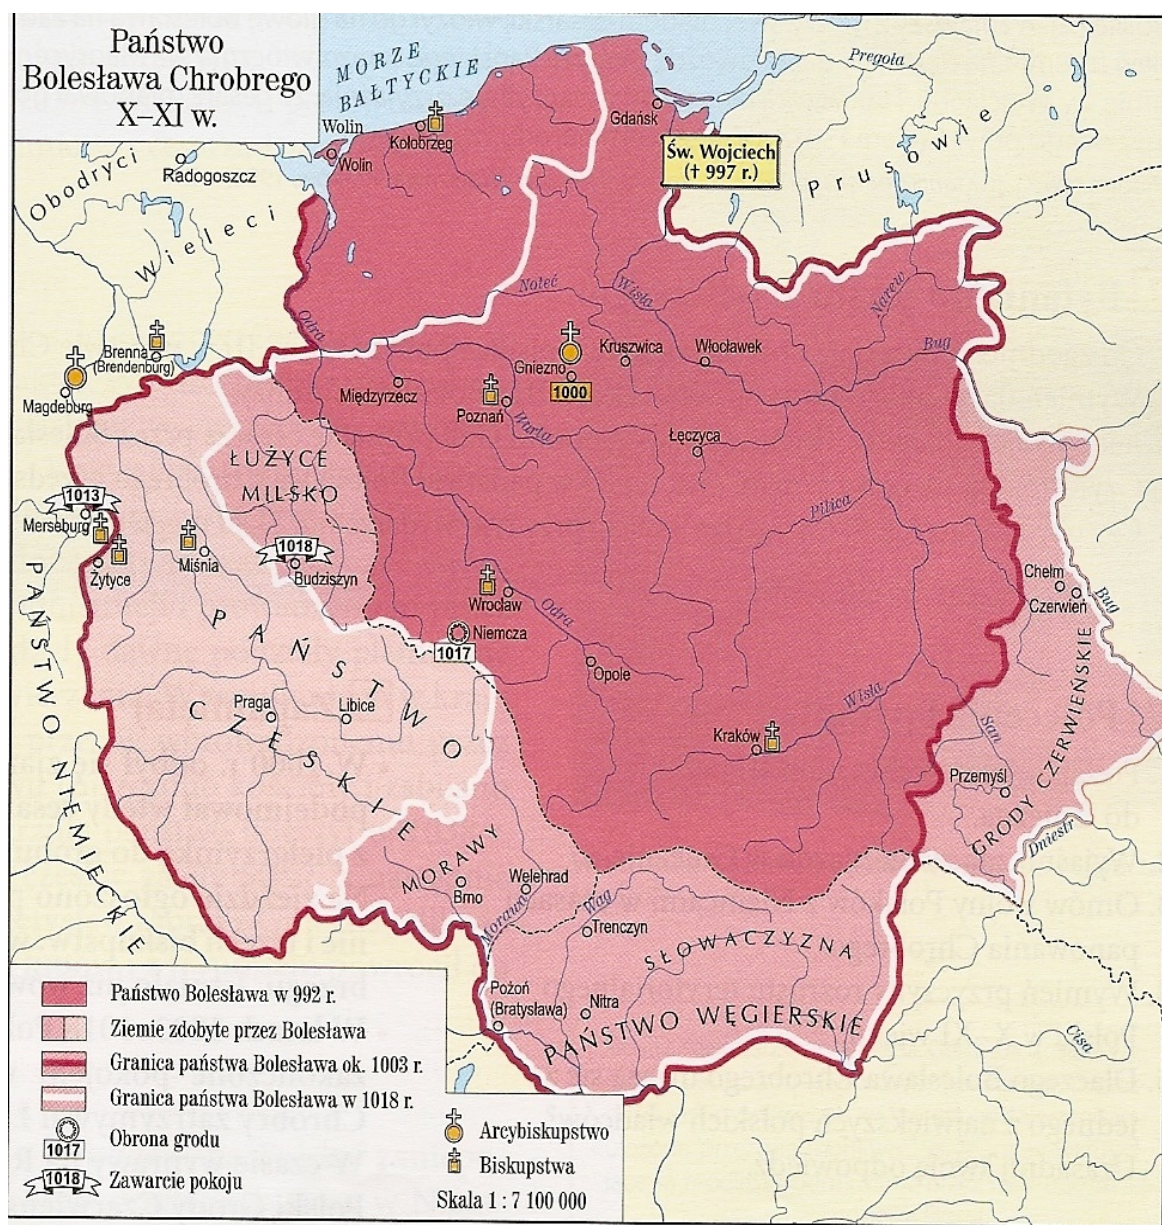 Państwo
Bolesława Chrobrego
X–XI w.
MORZE
BAŁTYCKIE
Pregoła
Gdańsk
Wolin
Kołobrzeg
Wolin
Św. Wojciech
(† 997 r.)
Prusowie
Obodryci
Radogoszcz
Wieleci
Noteć
Wisła
Narew
Odra
Bug
Brenna
(Brendenburg)
Kruszwica
Włocławek
Gniezno
1000
Magdeburg
Międzyrzecz
Poznań
Warta
Łęczyca
ŁUŻYCE
MILSKO
1013
Merseburg
Pilica
Żytyce
Miśnia
1018
Budziszyn
Wrocław
Odra
Chełm
Czerwień
Bug
Niemcza
1017
Opole
PAŃSTWO NIEMIECKIE
PAŃSTWO
CZESKIE
Praga
Libice
Wisła
Kraków
San
Przemyśl
GRODY CZERWIEŃSKIE
Dniestr
MORAWY
Brno
Welehrad
Morawa
Wag
Trenczyn
SŁOWACZYZNA
Pożoń
(Bratysława)
Nitra
PAŃSTWO WĘGIERSKIE
Cisa
Państwo Bolesława w 992 r.
Ziemie zdobyte przez Bolesława
Granica państwa Bolesława ok. 1003 r.
Granica państwa Bolesława w 1018 r.
1017
Obrona grodu
1018
Zawarcie pokoju
Arcybiskupstwo
Biskupstwa
Skala 1 : 7 100 000